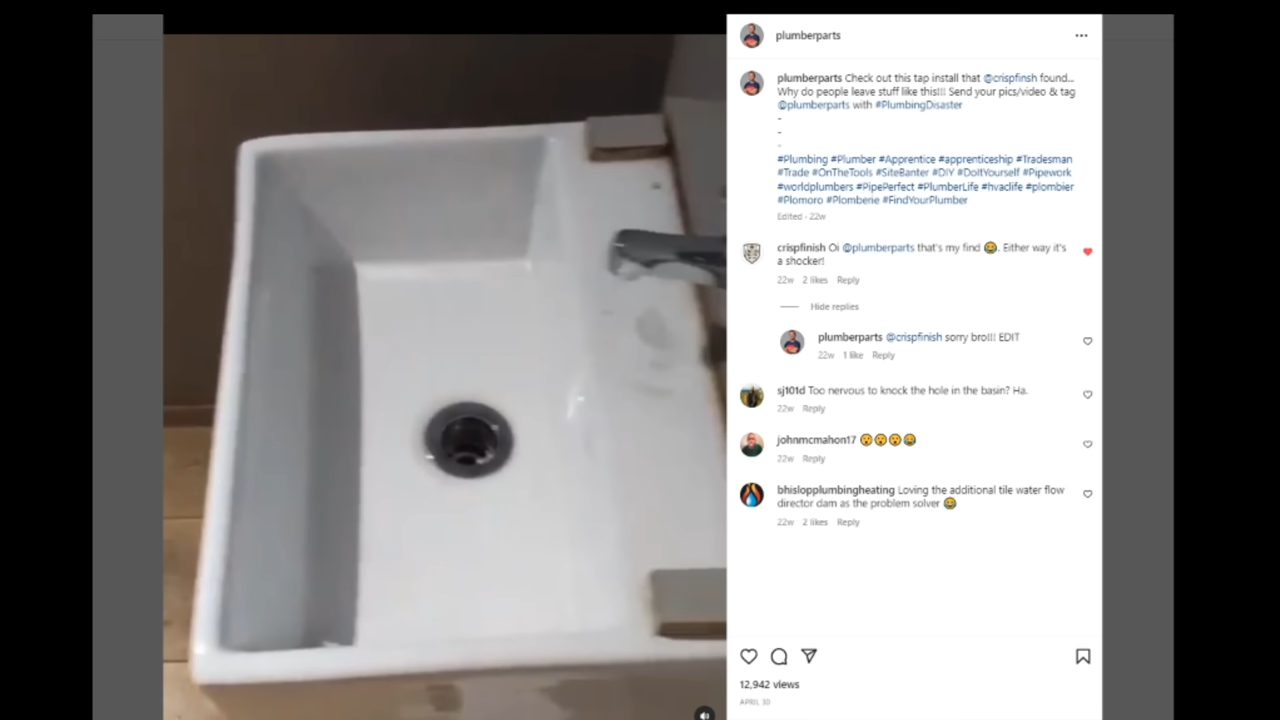 plumberparts
plumberparts Check out this tap install that @crispfinsh found...
Why do people leave stuff like this!!! Send your pics/video & tag
@plumberparts with #PlumbingDisaster
-
-
-
#Plumbing #Plumber #Apprentice #apprenticeship #Tradesman
#Trade #OnTheTools #SiteBanter #DIY #DoItYourself #Pipework
#worldplumbers #PipePerfect #PlumberLife #hvaclife #plombier
#Plomoro #Plomberie #FindYourPlumber
Edited · 22w
crispfinish Oi @plumberparts that's my find 😂. Either way it's
a shocker!
22w 2 likes Reply
Hide replies
plumberparts @crispfinish sorry bro!!! EDIT
22w 1 like Reply
sj101d Too nervous to knock the hole in the basin? Ha.
22w Reply
johnmcmahon17 😮😮😮😂
22w Reply
bhislopplumbingheating Loving the additional tile water flow
director dam as the problem solver 😂
22w 2 likes Reply
12,942 views
APRIL 30